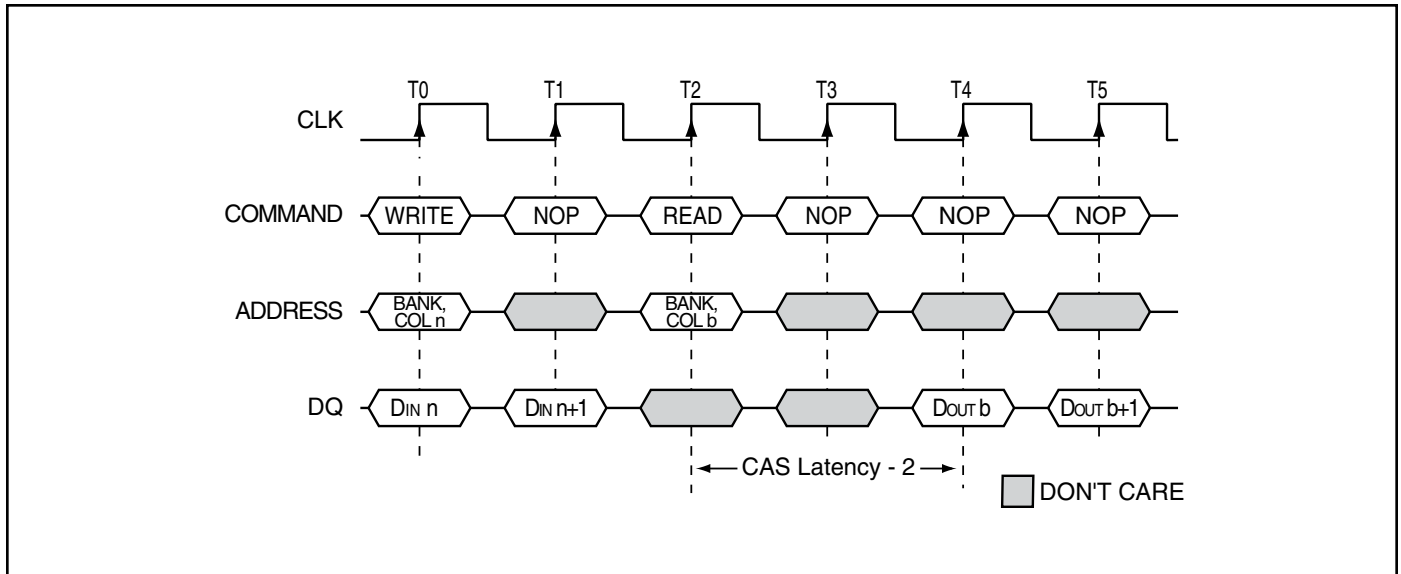 T0 T1 T2 T3 T4 T5
CLK
COMMAND WRITE NOP READ NOP NOP NOP
ADDRESS BANK, COL n BANK, COL b
DQ DIN n DIN n+1 DOUT b DOUT b+1
CAS Latency - 2
DON'T CARE